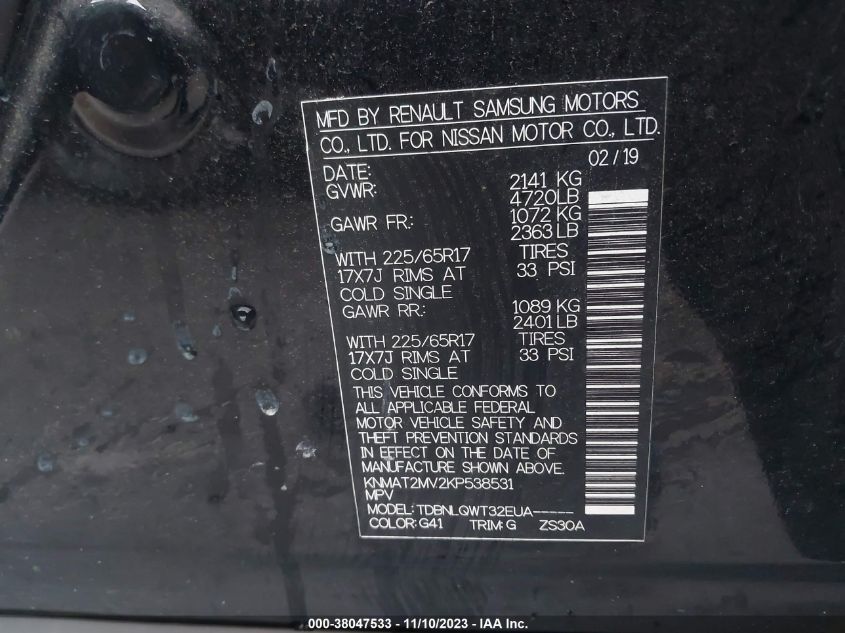 MFD BY RENAULT SAMSUNG MOTORS
CO., LTD. FOR NISSAN MOTOR CO., LTD.
DATE: 02 / 19
GVWR: 2141 KG
4720LB
GAWR FR.: 1072 KG
2363 LB
WITH 225/65R17 TIRES
17X7J RIMS AT 33 PSI
COLD SINGLE
GAWR RR.: 1089 KG
2401 LB
WITH 225/65R17 TIRES
17X7J RIMS AT 33 PSI
COLD SINGLE
THIS VEHICLE CONFORMS TO
ALL APPLICABLE FEDERAL
MOTOR VEHICLE SAFETY AND
THEFT PREVENTION STANDARDS
IN EFFECT ON THE DATE OF
MANUFACTURE SHOWN ABOVE.
KNMAT2MV2KP538531
MPV
MODEL: TDBNLQWT32EUA-----
COLOR: G41 TRIM: G ZS30A
000-38047533 — 11/10/2023 — IAA Inc.